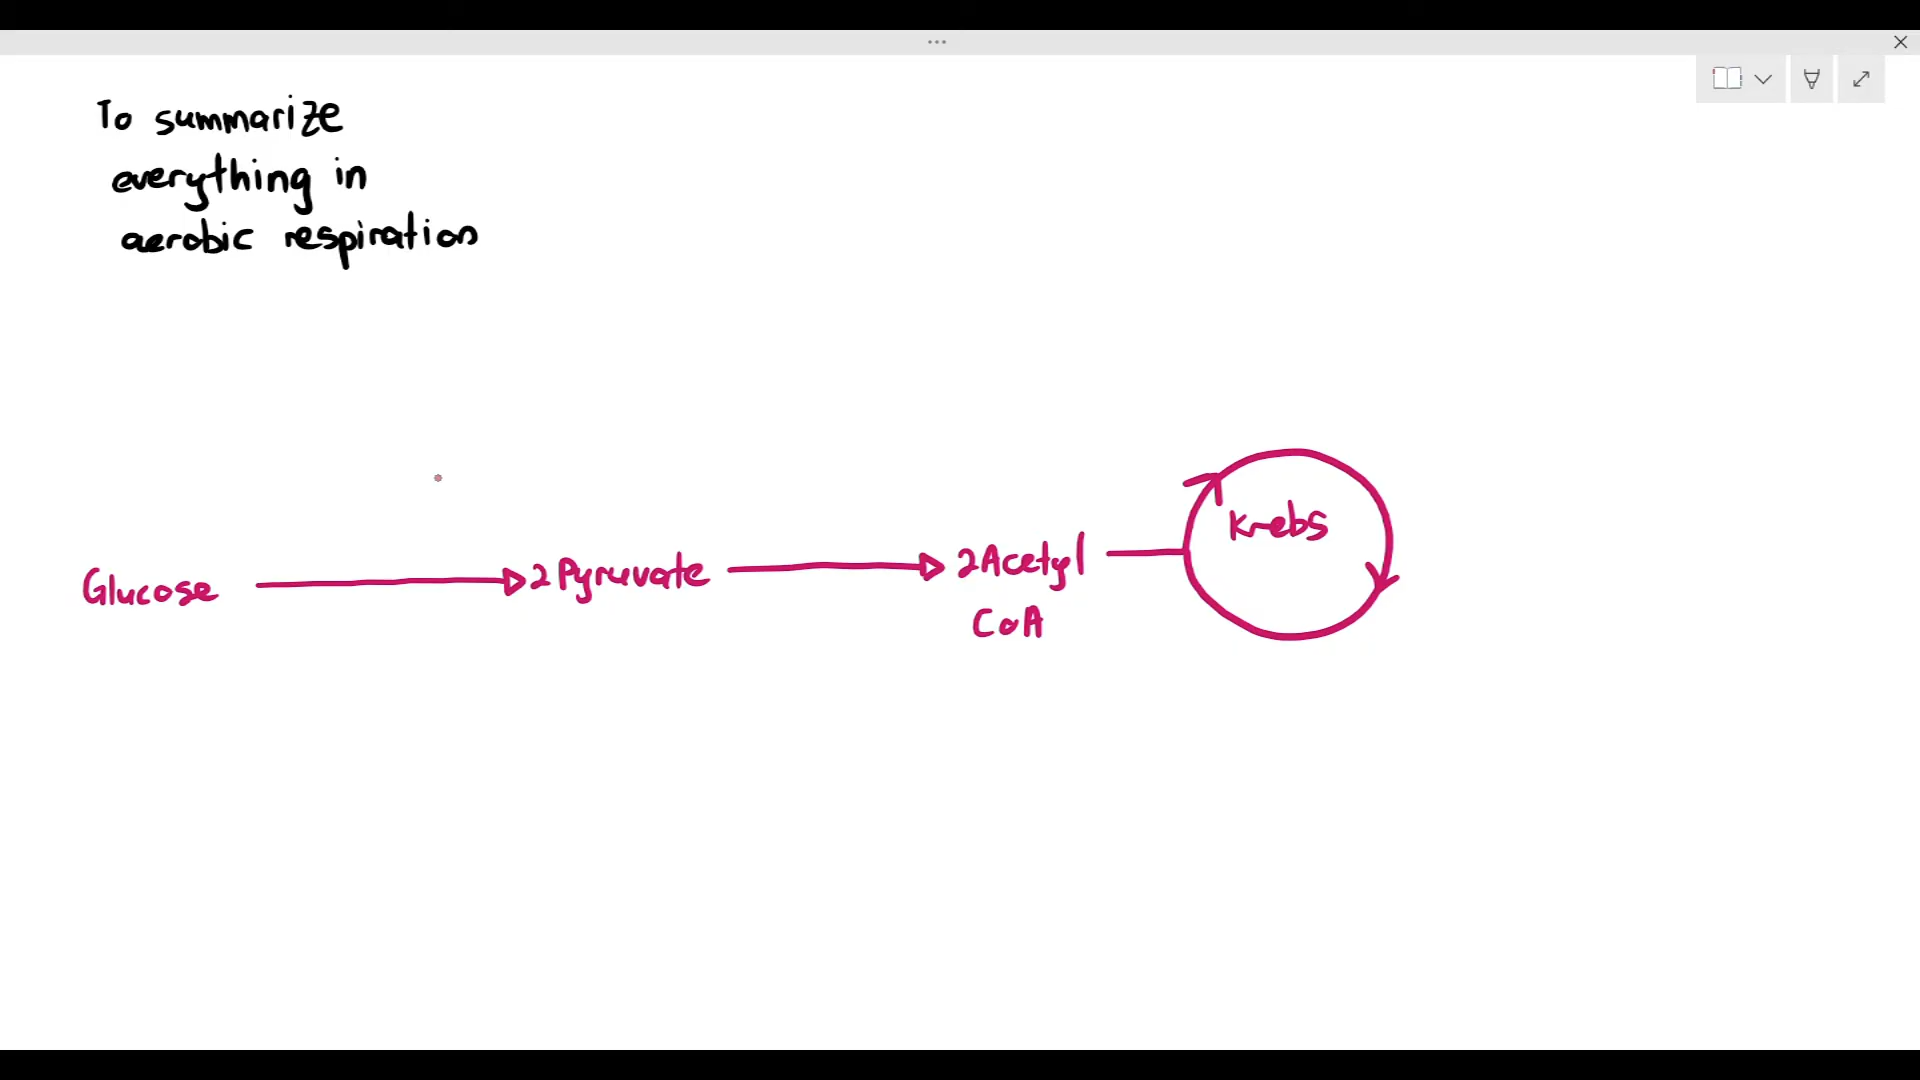 To summarize
everything in
aerobic respiration
Glucose
2 Pyruvate
2 Acetyl
CoA
Krebs